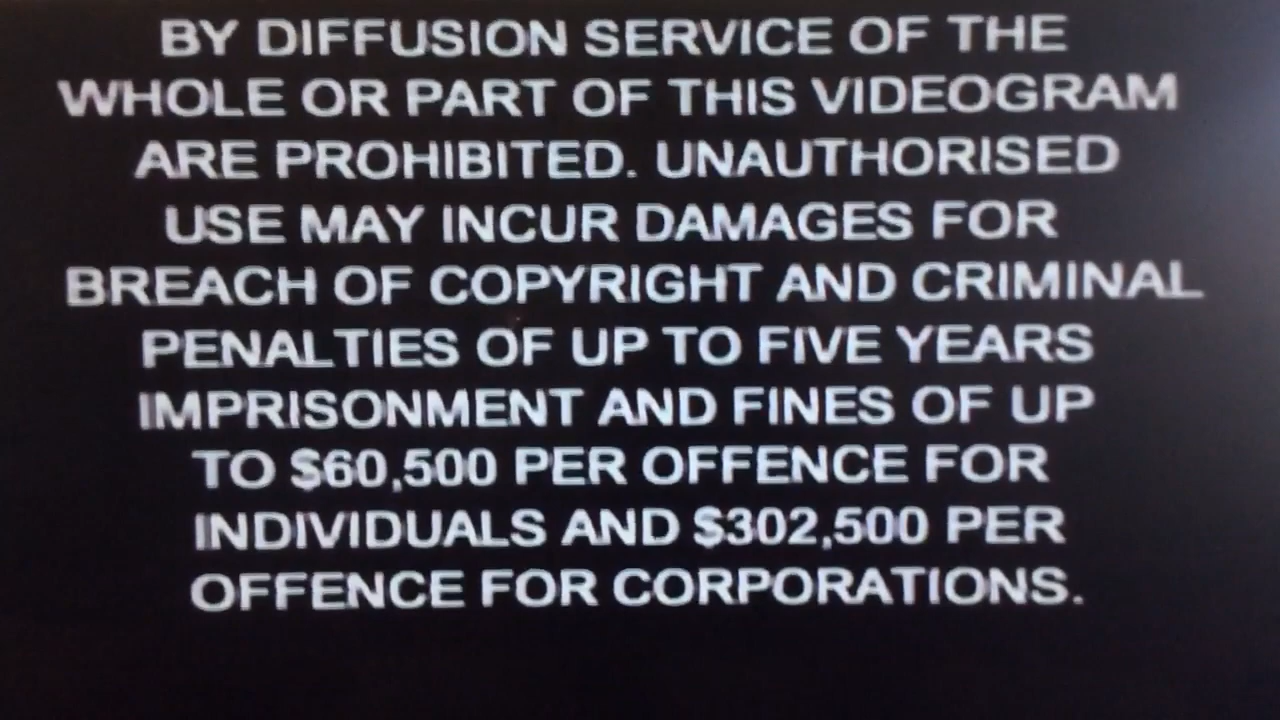 BY DIFFUSION SERVICE OF THE
WHOLE OR PART OF THIS VIDEOGRAM
ARE PROHIBITED. UNAUTHORISED
USE MAY INCUR DAMAGES FOR
BREACH OF COPYRIGHT AND CRIMINAL
PENALTIES OF UP TO FIVE YEARS
IMPRISONMENT AND FINES OF UP
TO $60,500 PER OFFENCE FOR
INDIVIDUALS AND $302,500 PER
OFFENCE FOR CORPORATIONS.